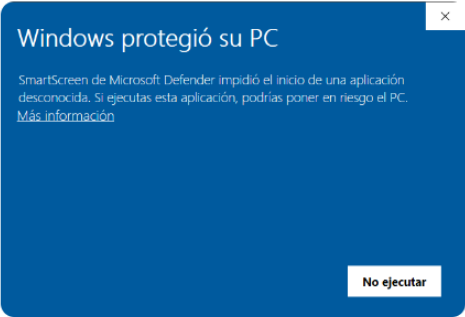 Windows protegió su PC
SmartScreen de Microsoft Defender impidió el inicio de una aplicación
desconocida. Si ejecutas esta aplicación, podrías poner en riesgo el PC.
Más información
No ejecutar